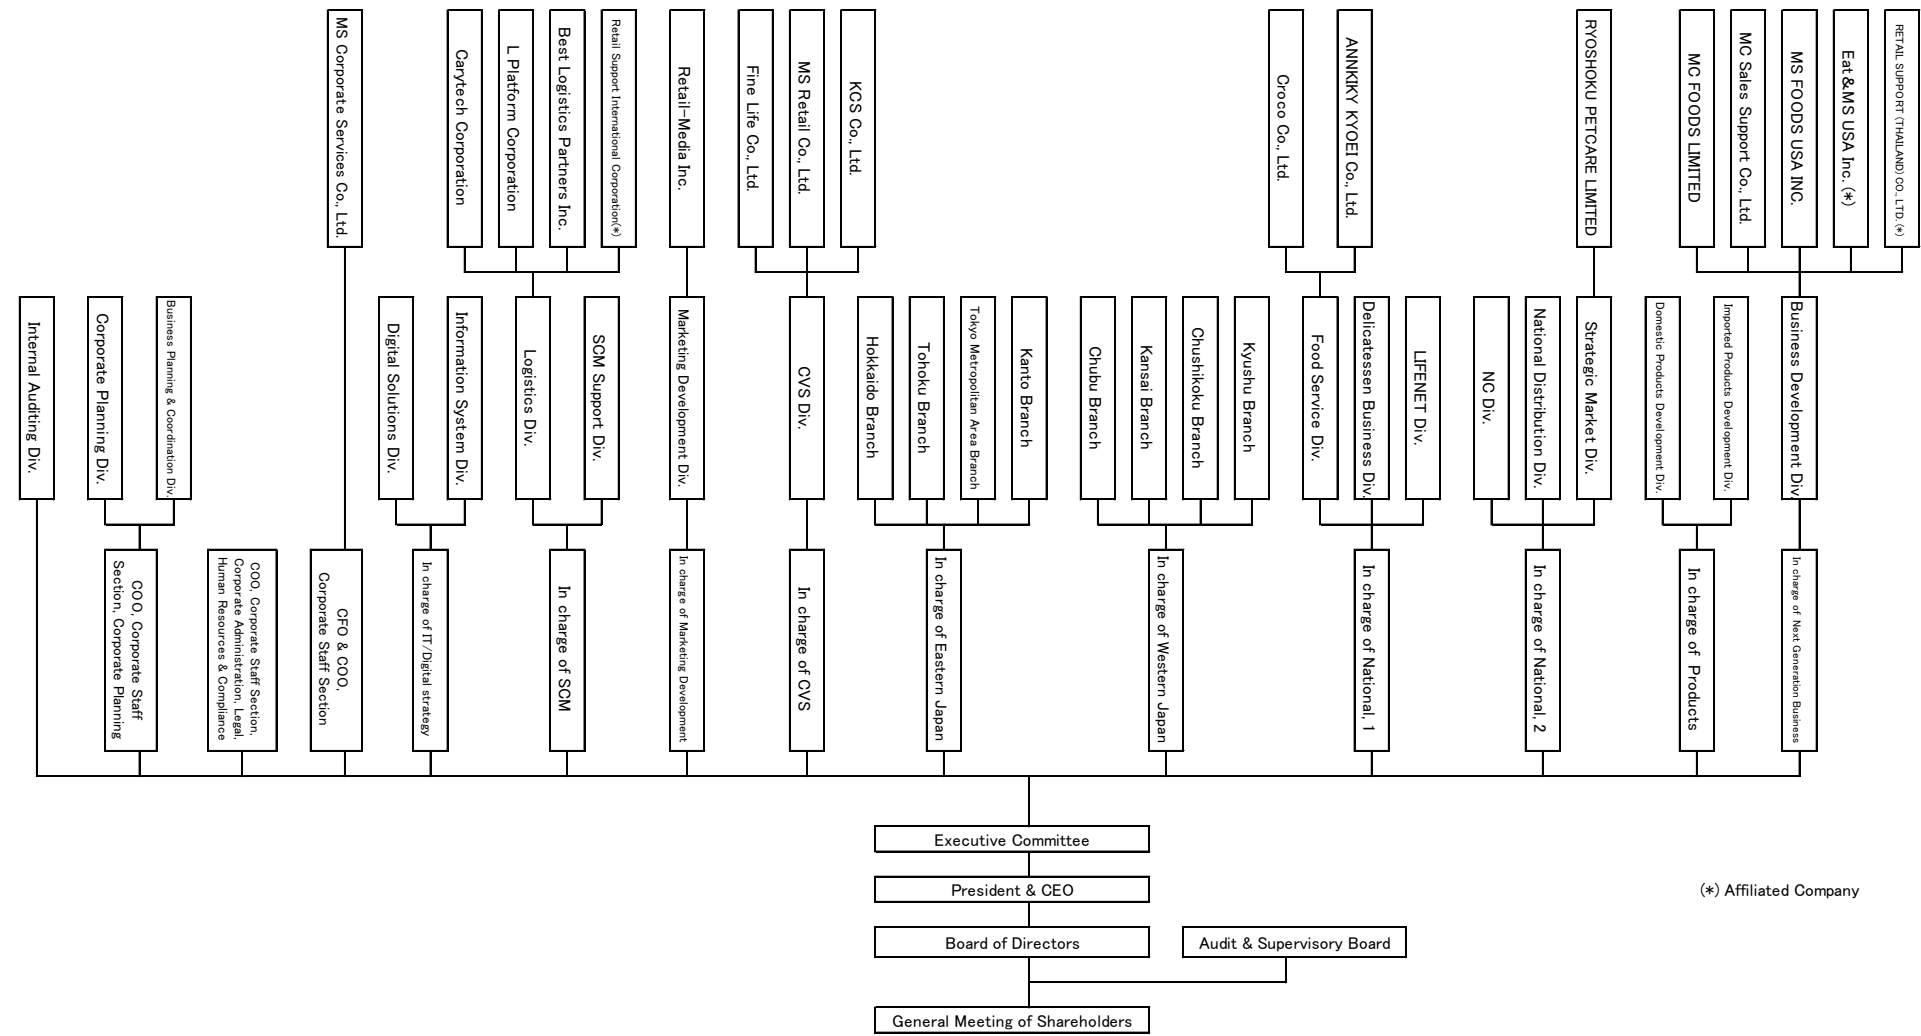 MS Corporate Services Co., Ltd.
Carytech Corporation
L Platform Corporation
Best Logistics Partners Inc.
Retail Support International Corporation(*)
Retail-Media Inc.
Fine Life Co., Ltd.
MS Retail Co., Ltd.
KCS Co., Ltd.
Croco Co., Ltd.
ANNKIKY KYOEI Co., Ltd.
RYOSHOKU PETCARE LIMITED
MC FOODS LIMITED
MC Sales Support Co., Ltd.
MS FOODS USA INC.
Eat&MS USA Inc. (*)
RETAIL SUPPORT (THAILAND) CO., LTD. (*)
Internal Auditing Div.
Corporate Planning Div.
Business Planning & Coordination Div.
Digital Solutions Div.
Information System Div.
Logistics Div.
SCM Support Div.
Marketing Development Div.
CVS Div.
Hokkaido Branch
Tohoku Branch
Tokyo Metropolitan Area Branch
Kanto Branch
Chubu Branch
Kansai Branch
Chushikoku Branch
Kyushu Branch
Food Service Div.
Delicatessen Business Div.
LIFENET Div.
NC Div.
National Distribution Div.
Strategic Market Div.
Domestic Products Development Div.
Imported Products Development Div.
Business Development Div.
COO, Corporate Staff
Section, Corporate Planning
COO, Corporate Staff Section,
Corporate Administration, Legal,
Human Resources & Compliance
CFO & COO,
Corporate Staff Section
In charge of IT/Digital strategy
In charge of SCM
In charge of Marketing Development
In charge of CVS
In charge of Eastern Japan
In charge of Western Japan
In charge of National, 1
In charge of National, 2
In charge of Products
In charge of Next Generation Business
Executive Committee
President & CEO
(*) Affiliated Company
Board of Directors
Audit & Supervisory Board
General Meeting of Shareholders